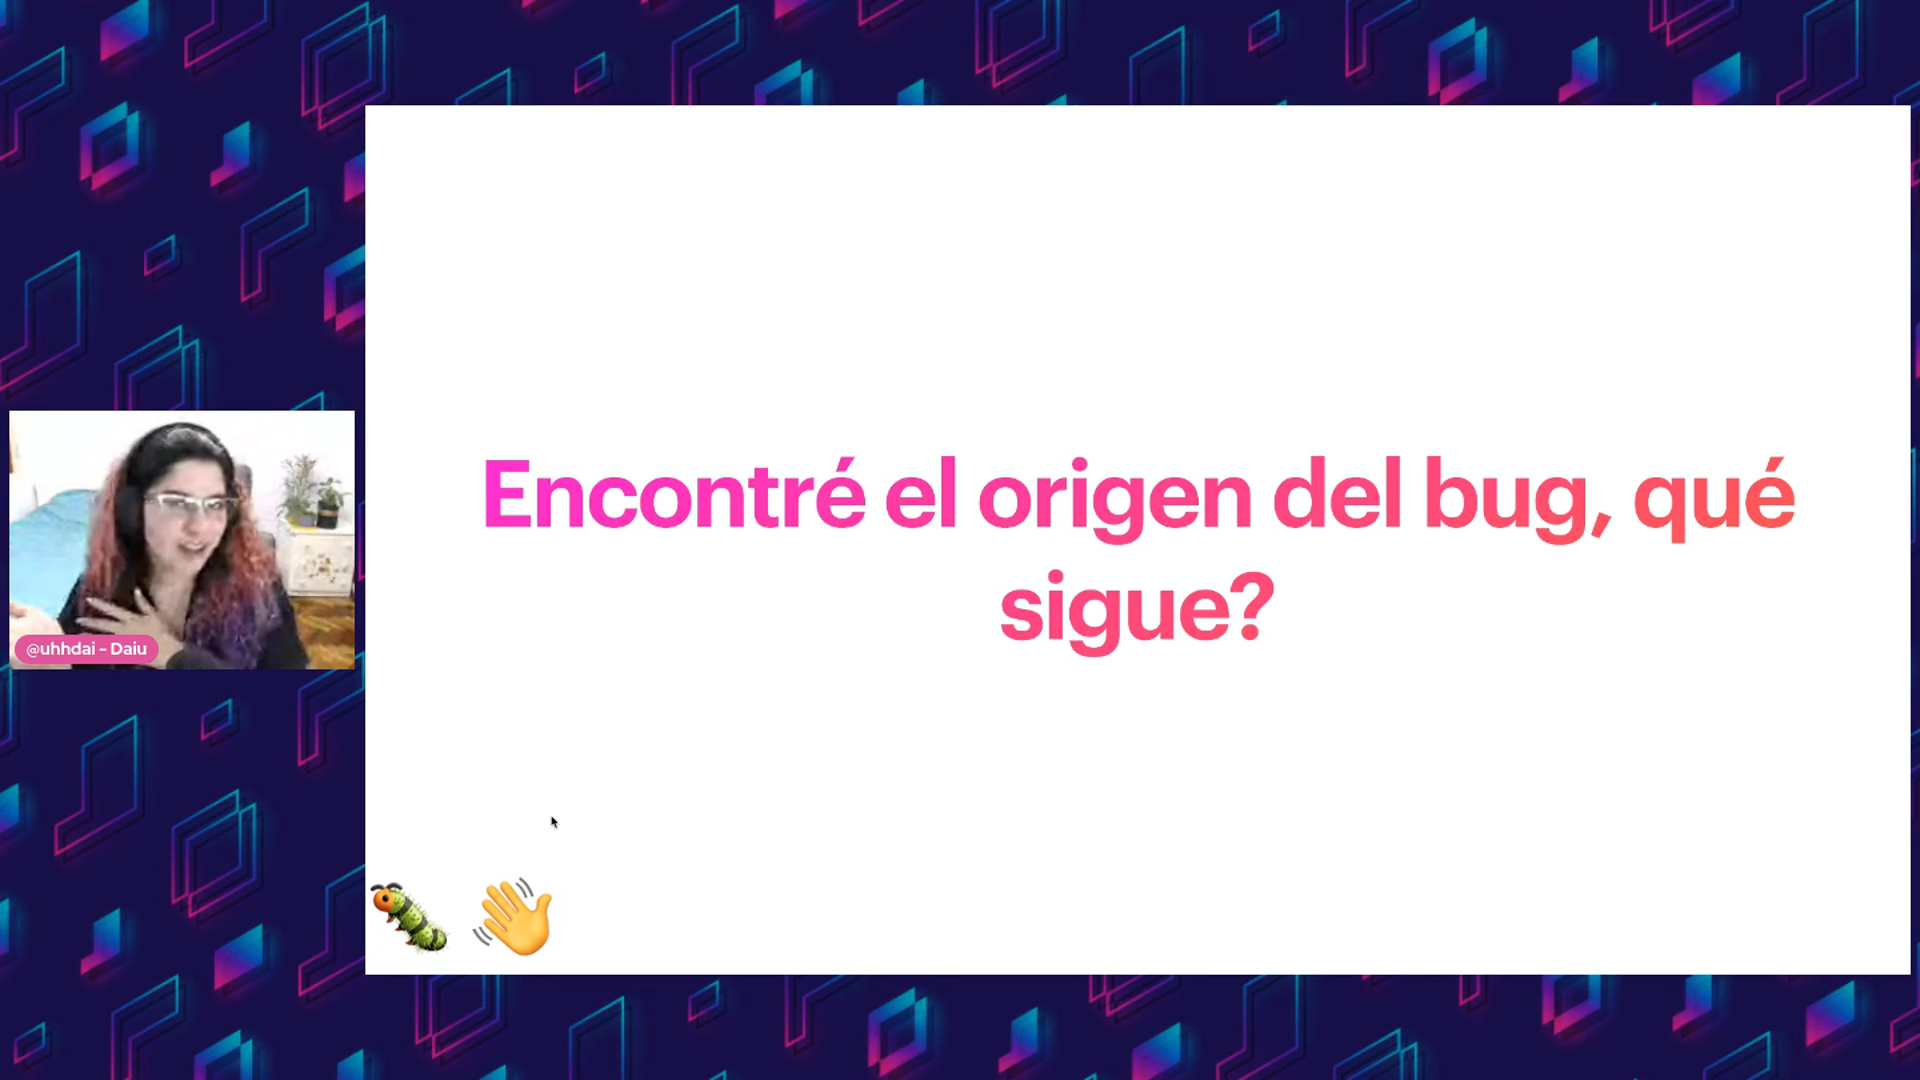 Encontré el origen del bug, qué
sigue?
@uhhdai - Daiu